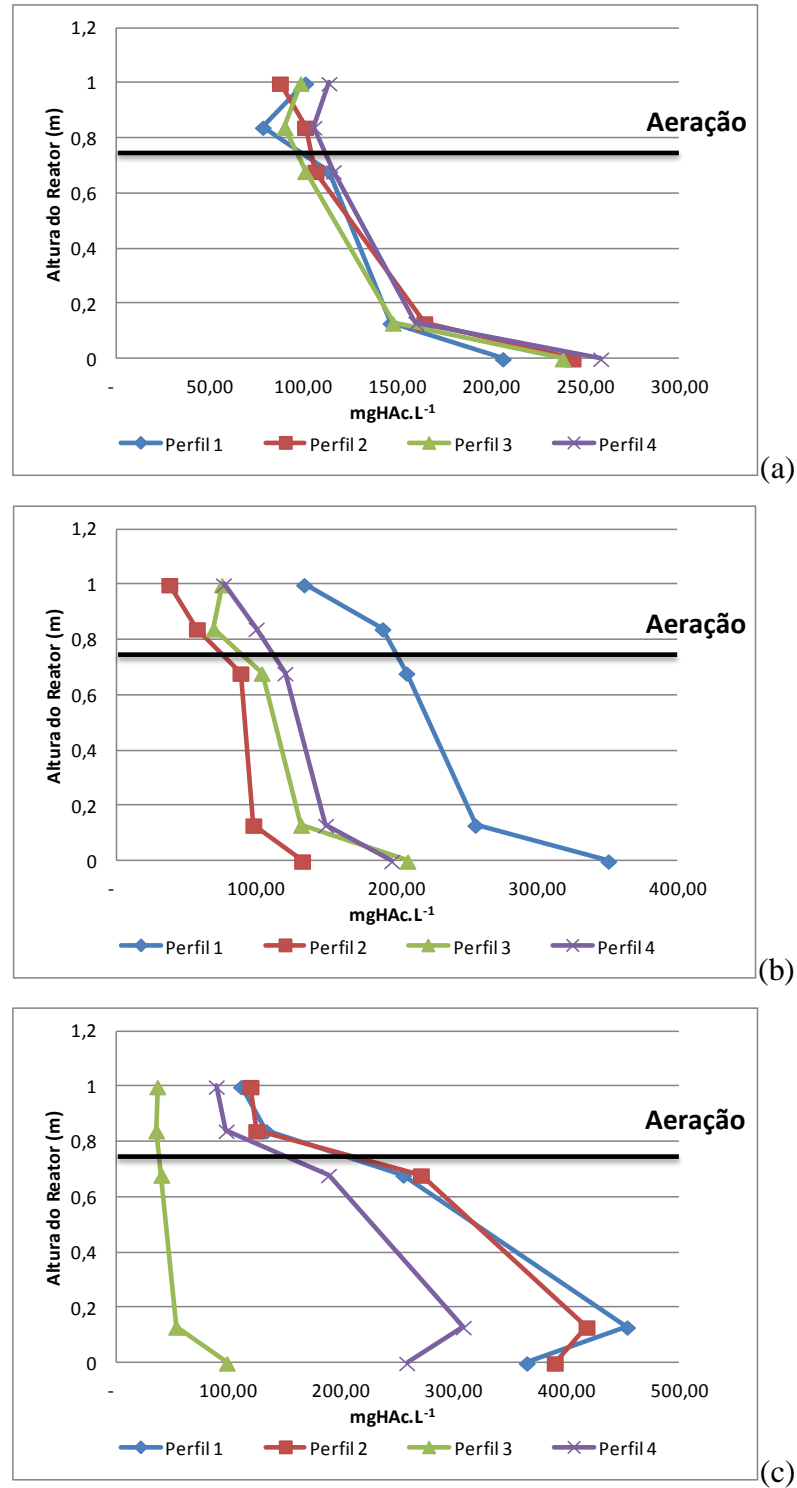 1,2
1
0,8
0,6
0,4
0,2
0
Altura do Reator (m)
Aeração
- 50,00 100,00 150,00 200,00 250,00 300,00
mgHAc.L-1
Perfil 1 Perfil 2 Perfil 3 Perfil 4
(a)
1,2
1
0,8
0,6
0,4
0,2
0
Altura do Reator (m)
Aeração
- 100,00 200,00 300,00 400,00
mgHAc.L-1
Perfil 1 Perfil 2 Perfil 3 Perfil 4
(b)
1,2
1
0,8
0,6
0,4
0,2
0
Altura do Reator (m)
Aeração
- 100,00 200,00 300,00 400,00 500,00
mgHAc.L-1
Perfil 1 Perfil 2 Perfil 3 Perfil 4
(c)